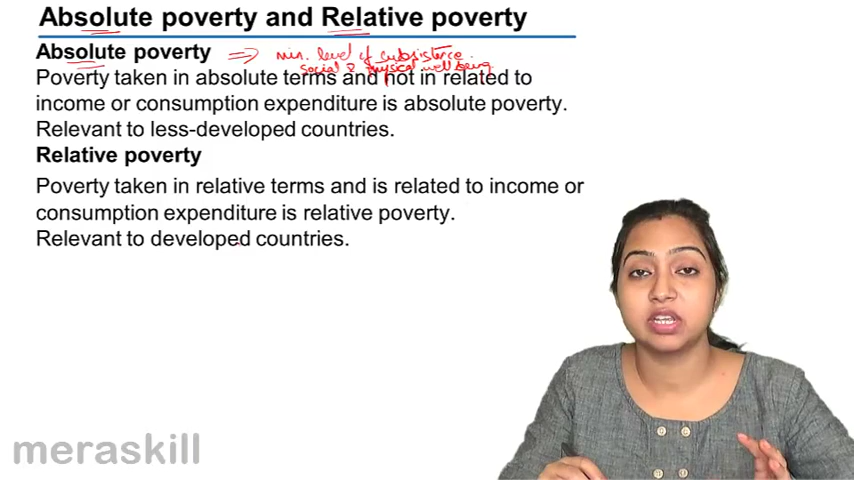 Absolute poverty and Relative poverty
Absolute poverty => min. level of subsistence
social & physical well being
Poverty taken in absolute terms and not in related to
income or consumption expenditure is absolute poverty.
Relevant to less-developed countries.
Relative poverty
Poverty taken in relative terms and is related to income or
consumption expenditure is relative poverty.
Relevant to developed countries.
meraskill